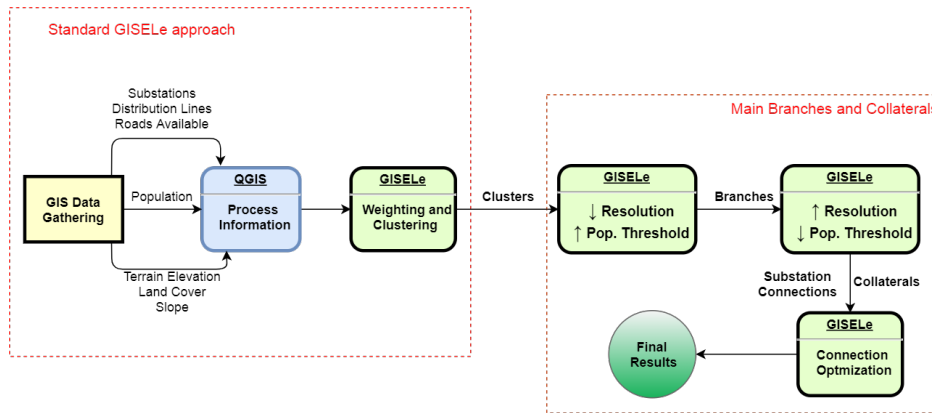 Standard GISELe approach
Substations
Distribution Lines
Roads Available
GIS Data
Gathering
Population
QGIS
Process
Information
GISELe
Weighting and
Clustering
Terrain Elevation
Land Cover
Slope
Clusters
Main Branches and Collaterals
GISELe
↓ Resolution
↑ Pop. Threshold
Branches
GISELe
↑ Resolution
↓ Pop. Threshold
Substation
Connections
Collaterals
GISELe
Connection
Optmization
Final
Results